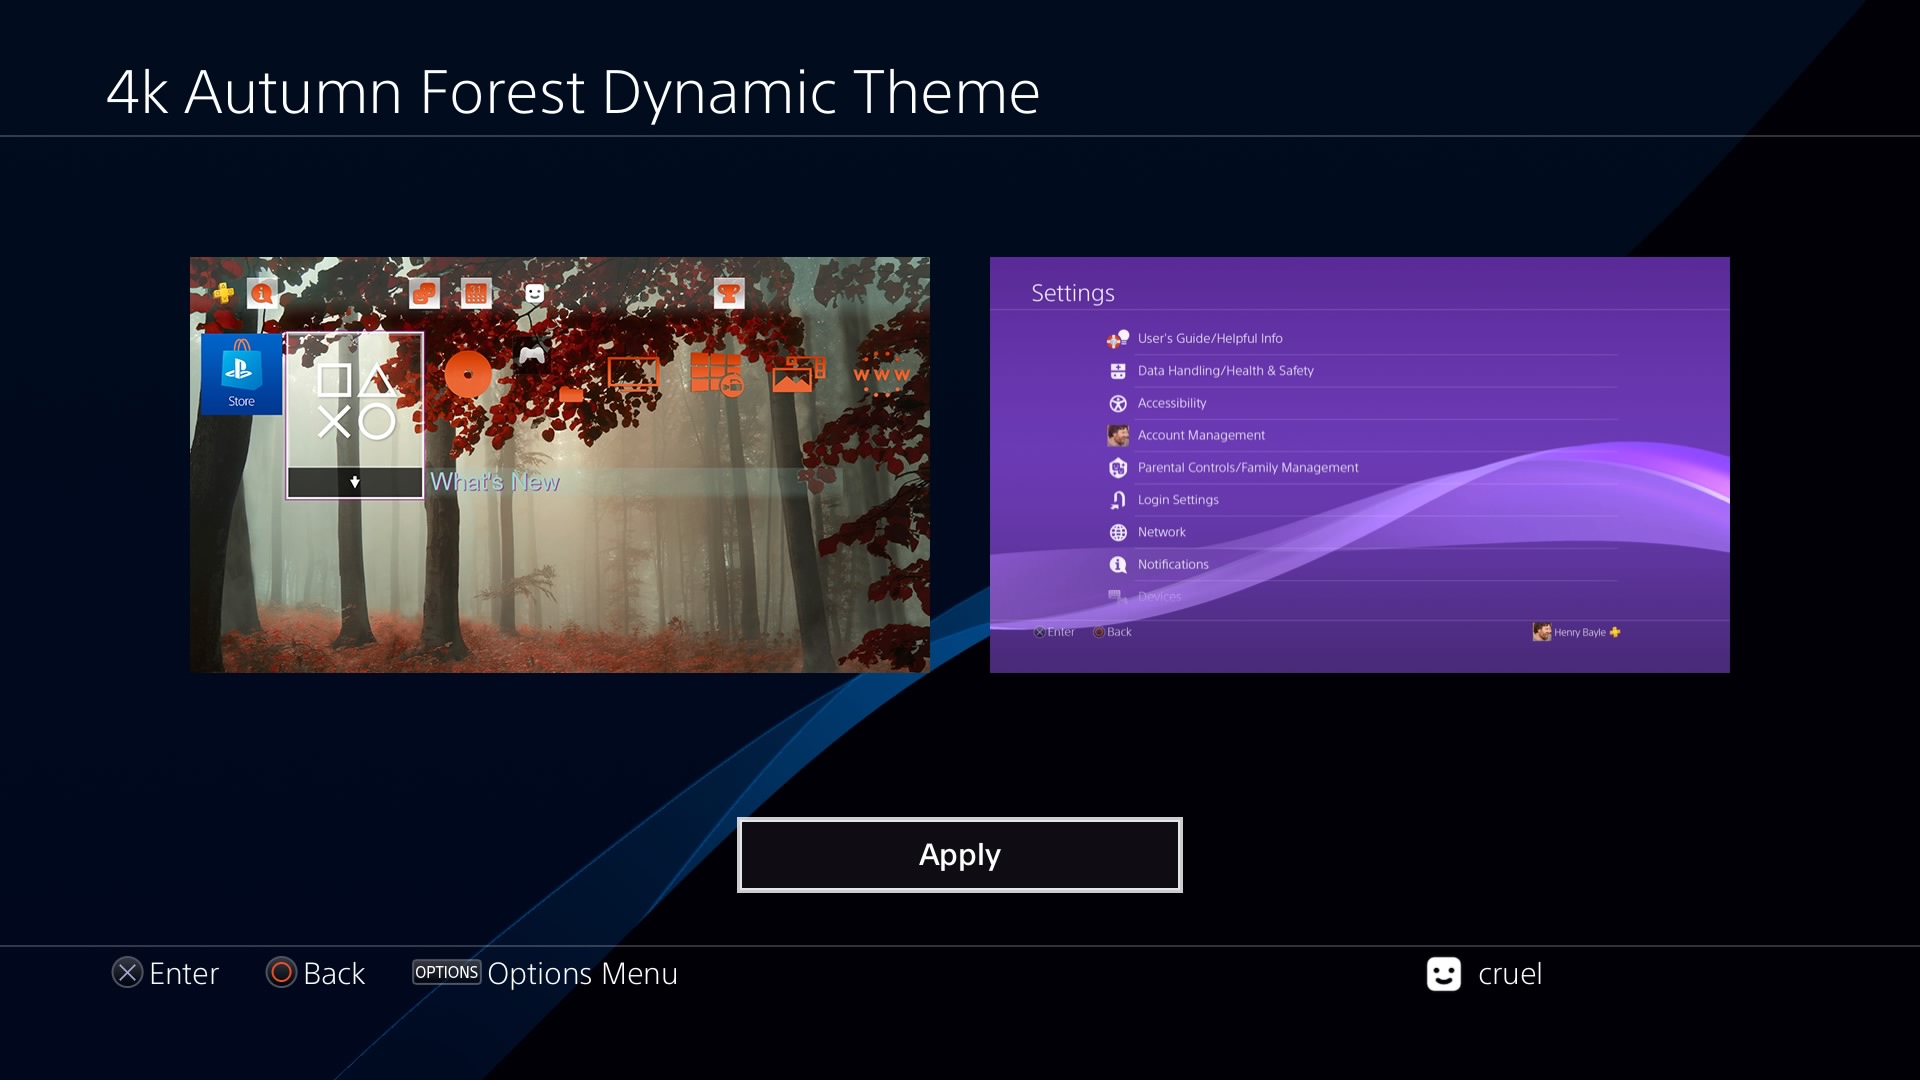 4k Autumn Forest Dynamic Theme
31
Store
What's New
WWW
Settings
User's Guide/Helpful Info
Data Handling/Health & Safety
Accessibility
Account Management
Parental Controls/Family Management
Login Settings
Network
Notifications
Devices
Enter Back
Henry Bayle
Apply
Enter Back OPTIONS Options Menu
cruel